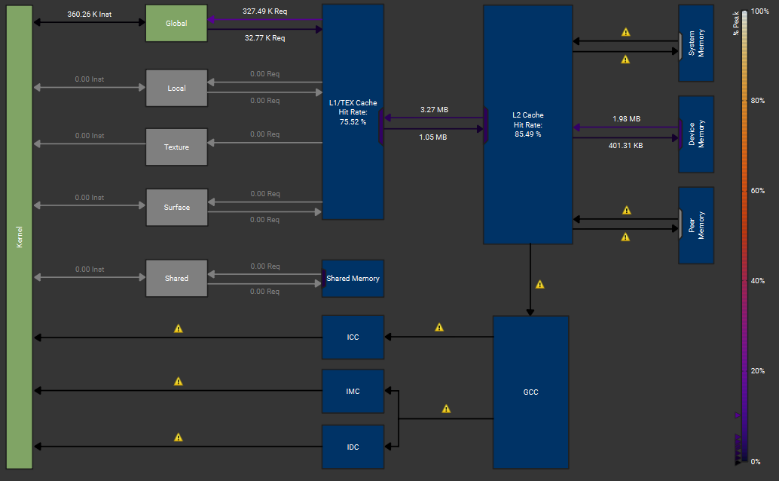 360.26 K Inst
Global
327.49 K Req
32.77 K Req
0.00 Inst
Local
0.00 Req
0.00 Req
L1/TEX Cache
Hit Rate:
75.52 %
0.00 Inst
Texture
0.00 Req
0.00 Inst
Surface
0.00 Req
0.00 Req
Kernel
0.00 Inst
Shared
0.00 Req
0.00 Req
Shared Memory
3.27 MB
1.05 MB
L2 Cache
Hit Rate:
85.49 %
System
Memory
1.98 MB
401.31 KB
Device
Memory
Peer
Memory
ICC
IMC
IDC
GCC
% Peak
100%
80%
60%
40%
20%
0%